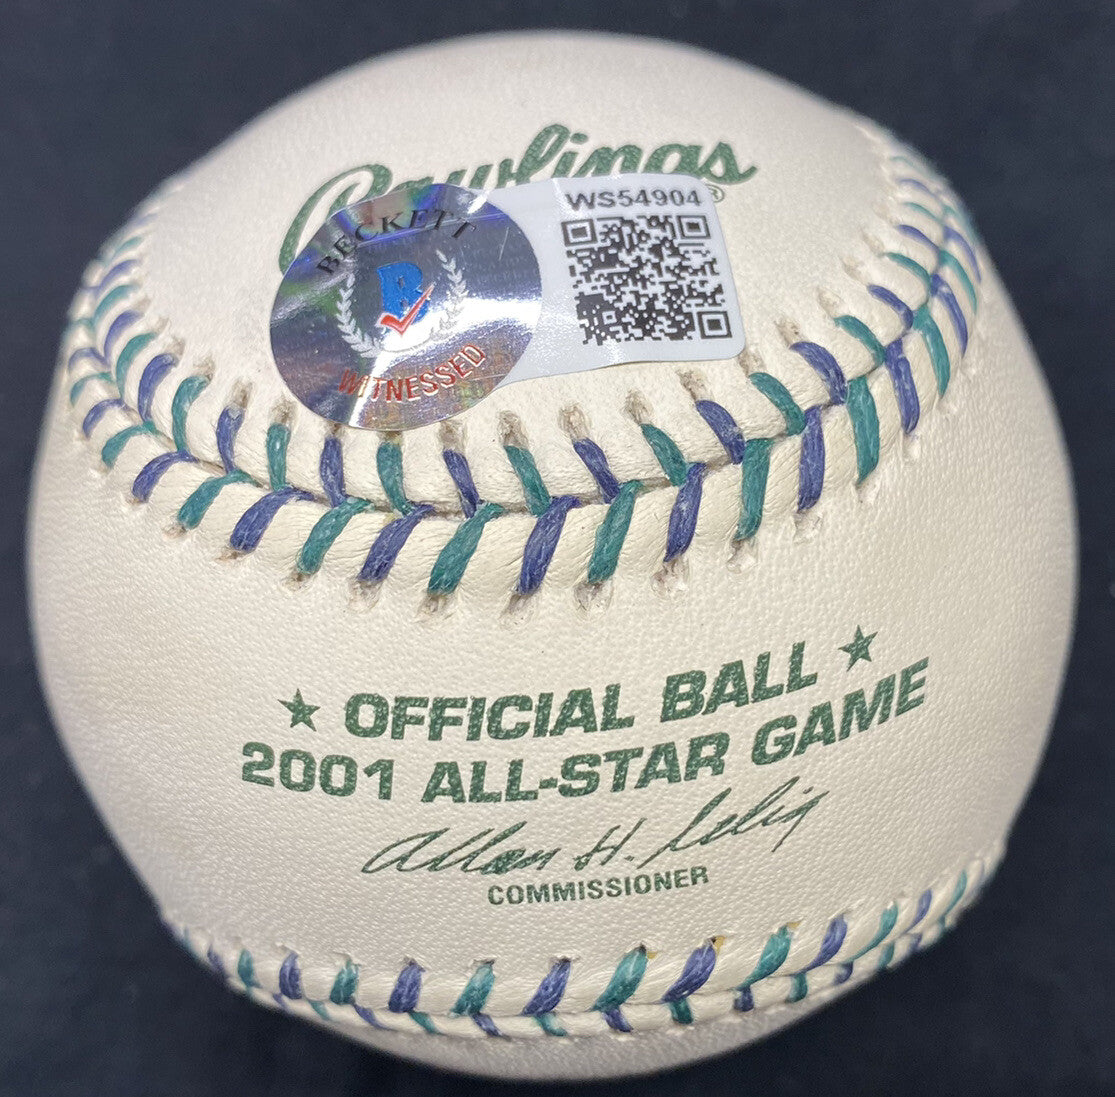 Rawlings®
BECKETT
B
WITNESSED
WS54904
★ OFFICIAL BALL ★
2001 ALL-STAR GAME
Allan H. Selig
COMMISSIONER